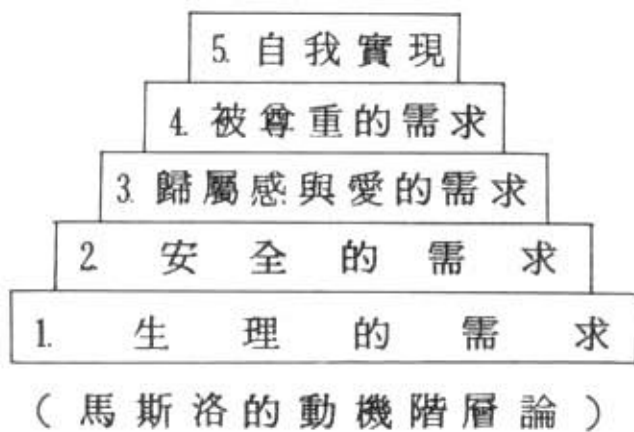 5. 自我實現
4. 被尊重的需求
3. 歸屬感與愛的需求
2. 安全的需求
1. 生理的需求
（馬斯洛的動機階層論）